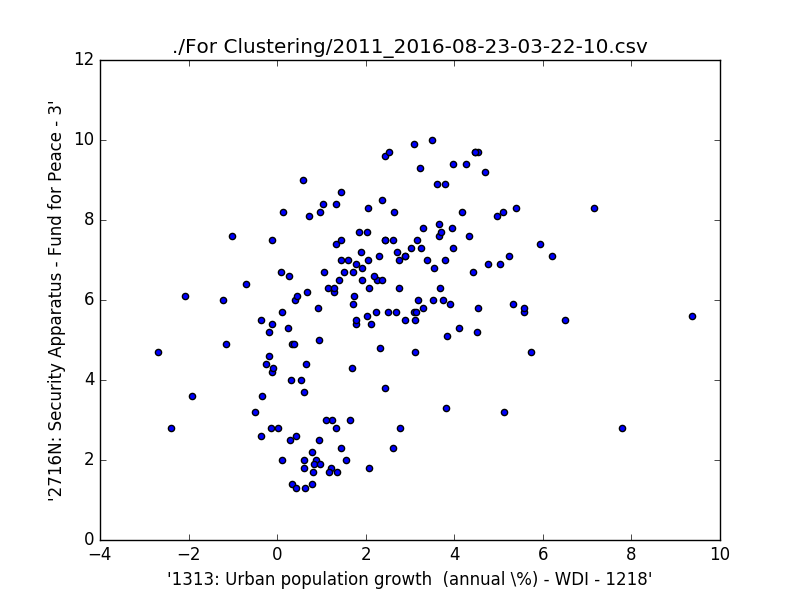 ./For Clustering/2011_2016-08-23-03-22-10.csv
12
10
8
6
4
2
0
'2716N: Security Apparatus - Fund for Peace - 3'
−4 −2 0 2 4 6 8 10
'1313: Urban population growth  (annual \%) - WDI - 1218'